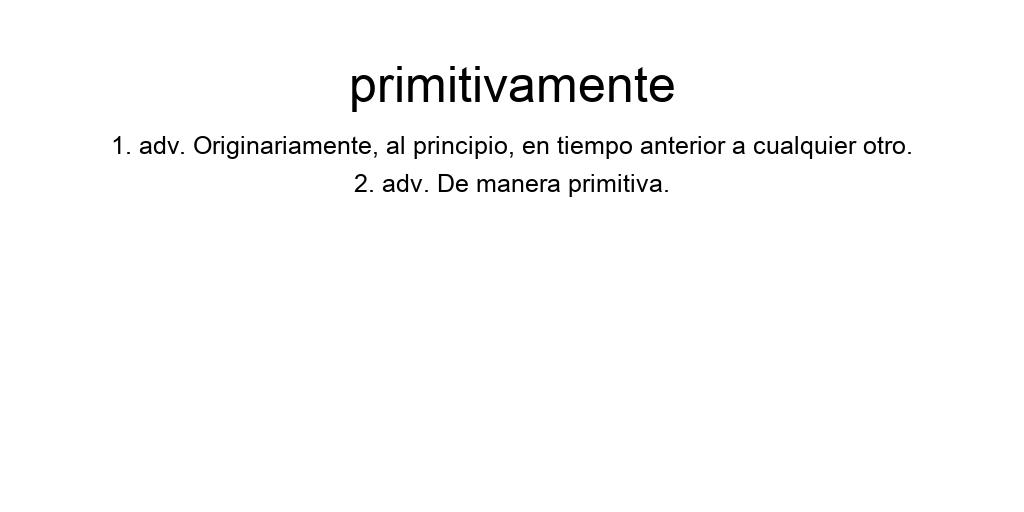 primitivamente
1. adv. Originariamente, al principio, en tiempo anterior a cualquier otro.
2. adv. De manera primitiva.